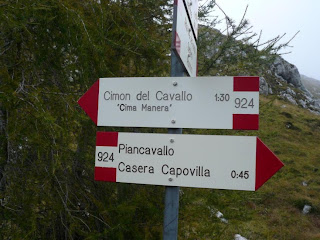 Cimon del Cavallo 1:30 924
"Cima Manera"
924 Piancavallo
Casera Capovilla 0:45